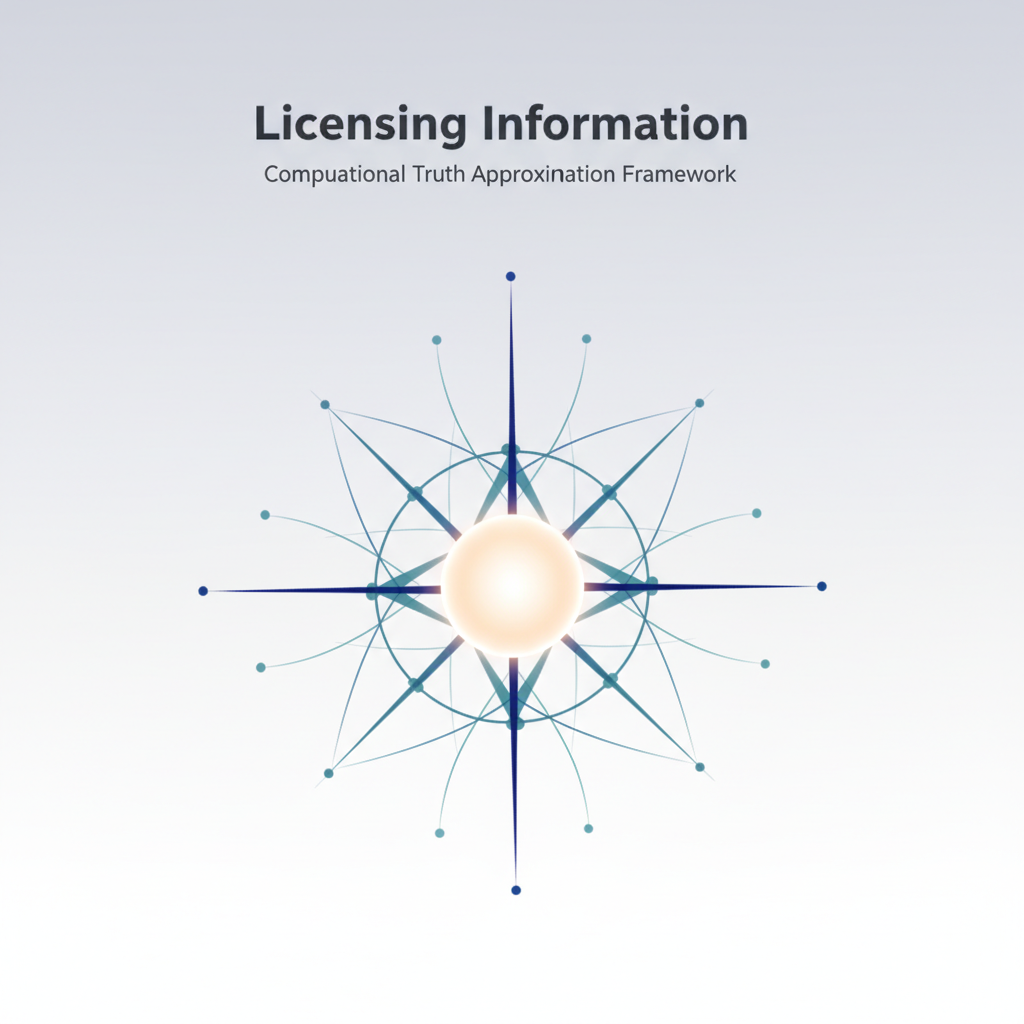 Licensing Information
Compuational Truth Approxination Framework